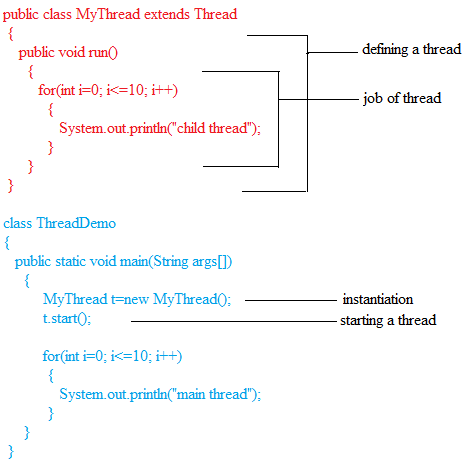 public class MyThread extends Thread
{
public void run()
defining a thread
{
job of thread
for(int i=0; i<=10; i++)
{
System.out.println("child thread");
}
}
}
class ThreadDemo
{
public static void main(String args[])
{
MyThread t=new MyThread();
instantiation
t.start();
starting a thread
for(int i=0; i<=10; i++)
{
System.out.println("main thread");
}
}
}